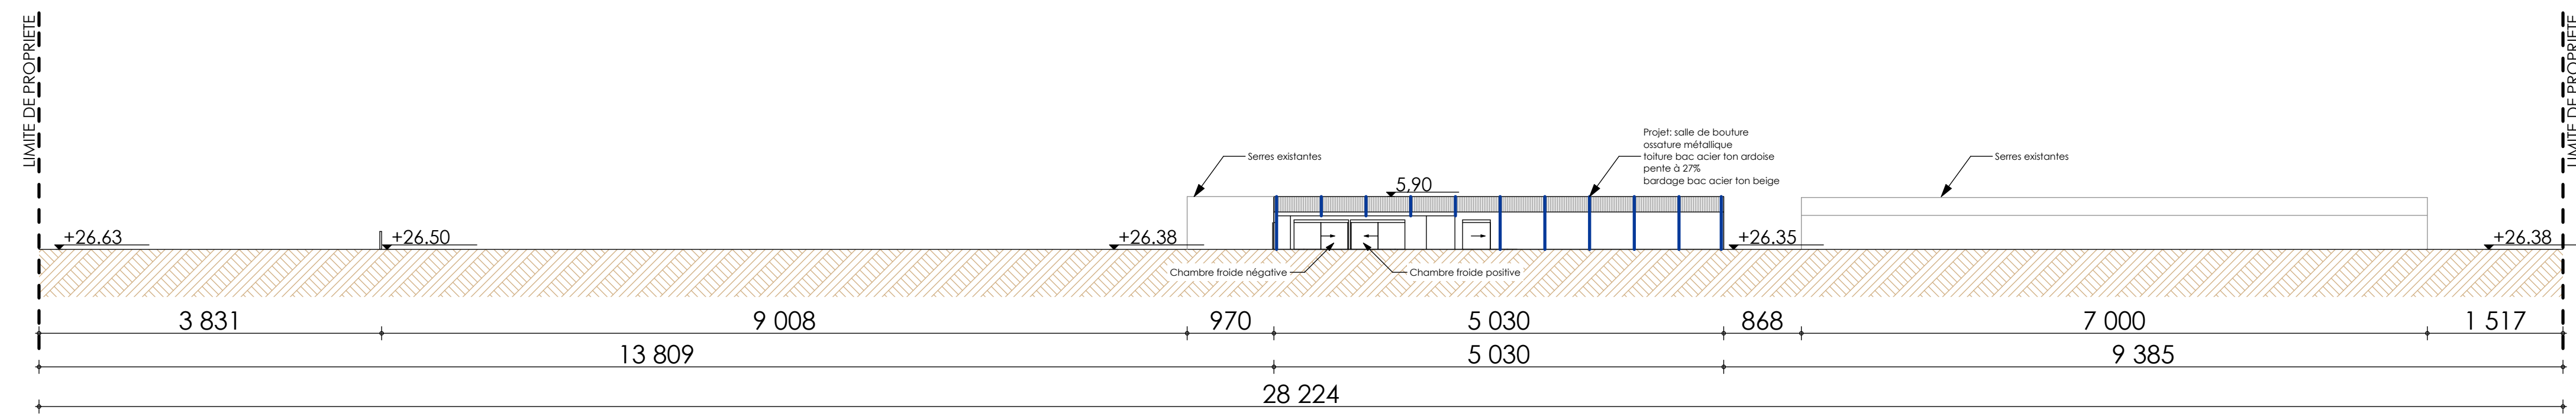 LIMITE DE PROPRIETE
LIMITE DE PROPRIETE
Projet: salle de bouture
ossature métallique
toiture bac acier ton ardoise
pente à 27%
bardage bac acier ton beige
Serres existantes
Serres existantes
5,90
+26.63
+26.50
+26.38
+26.35
+26.38
Chambre froide négative
Chambre froide positive
3 831
9 008
970
5 030
868
7 000
1 517
13 809
5 030
9 385
28 224